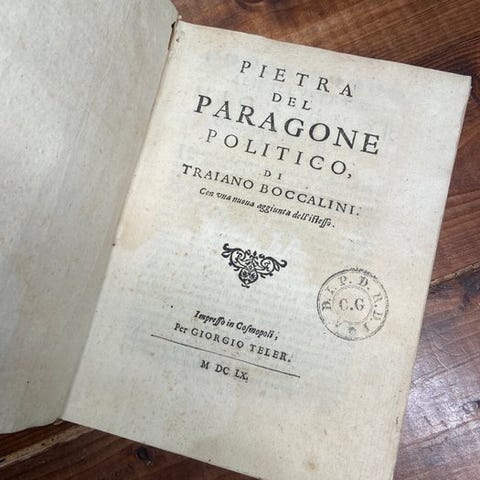 PIETRA
DEL
PARAGONE
POLITICO,
DI
TRAIANO BOCCALINI.
Con vna nuoua aggiunta dell'iſteſſo.
Impreſſo in Coſmopoli,
Per GIORGIO TELER.
M DC LX.
C.G